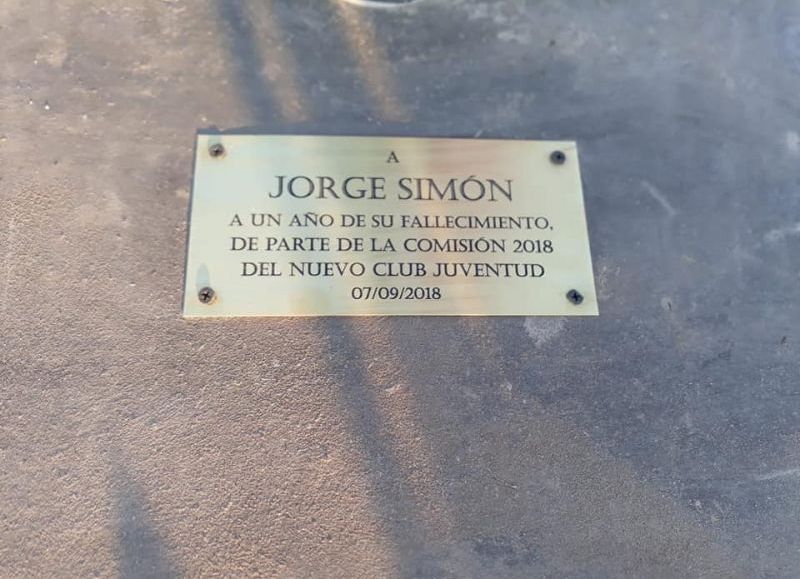 A
JORGE SIMÓN
A UN AÑO DE SU FALLECIMIENTO,
DE PARTE DE LA COMISIÓN 2018
DEL NUEVO CLUB JUVENTUD
07/09/2018